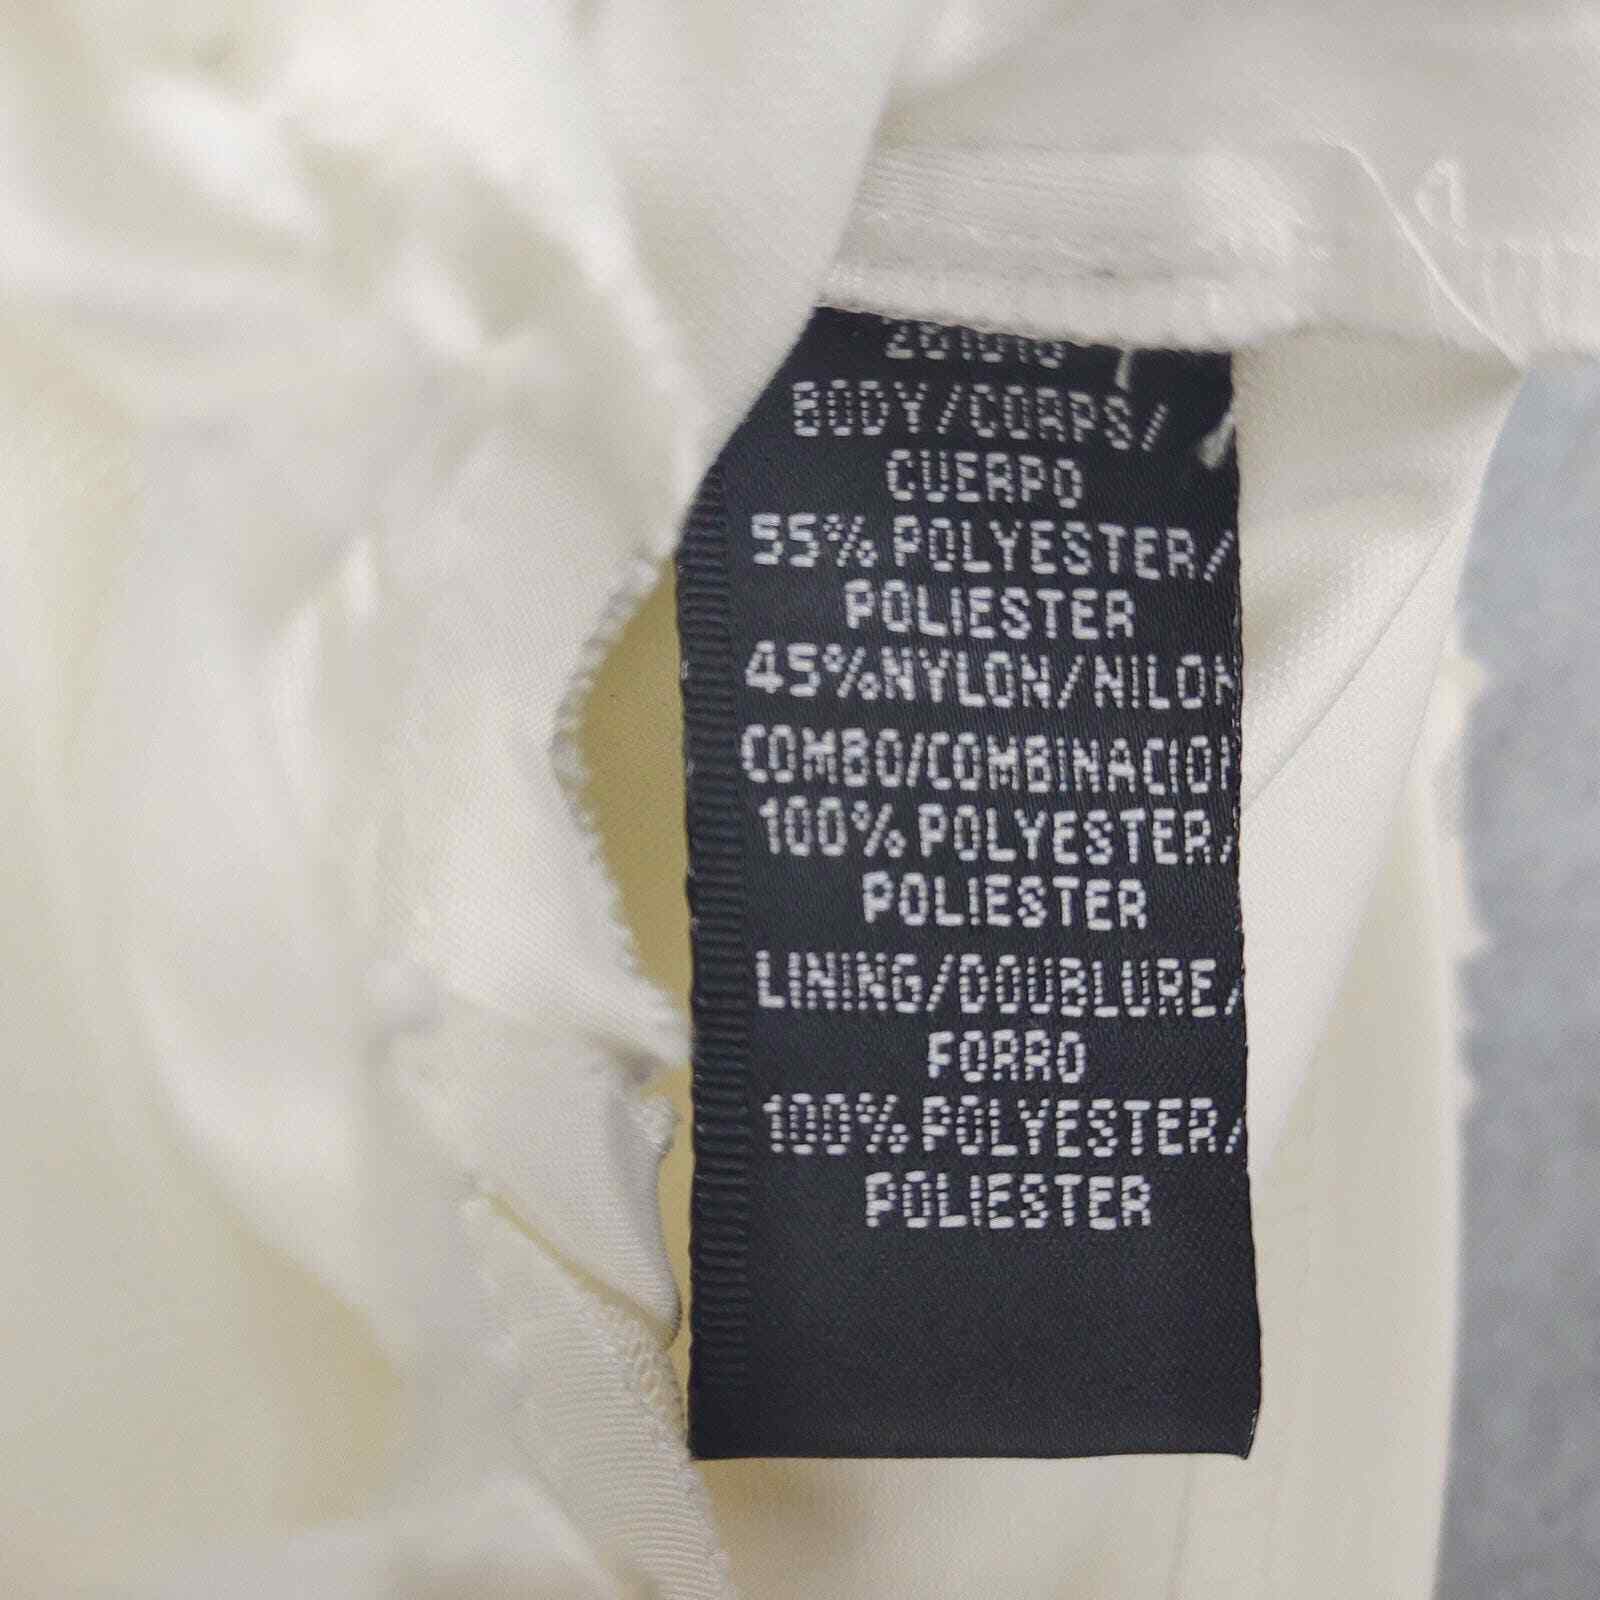 BODY/CORPS/
CUERPO
55% POLYESTER/
POLIESTER
45%NYLON/NILON
COMBO/COMBINACION
100% POLYESTER/
POLIESTER
LINING/DOUBLURE/
FORRO
100% POLYESTER/
POLIESTER